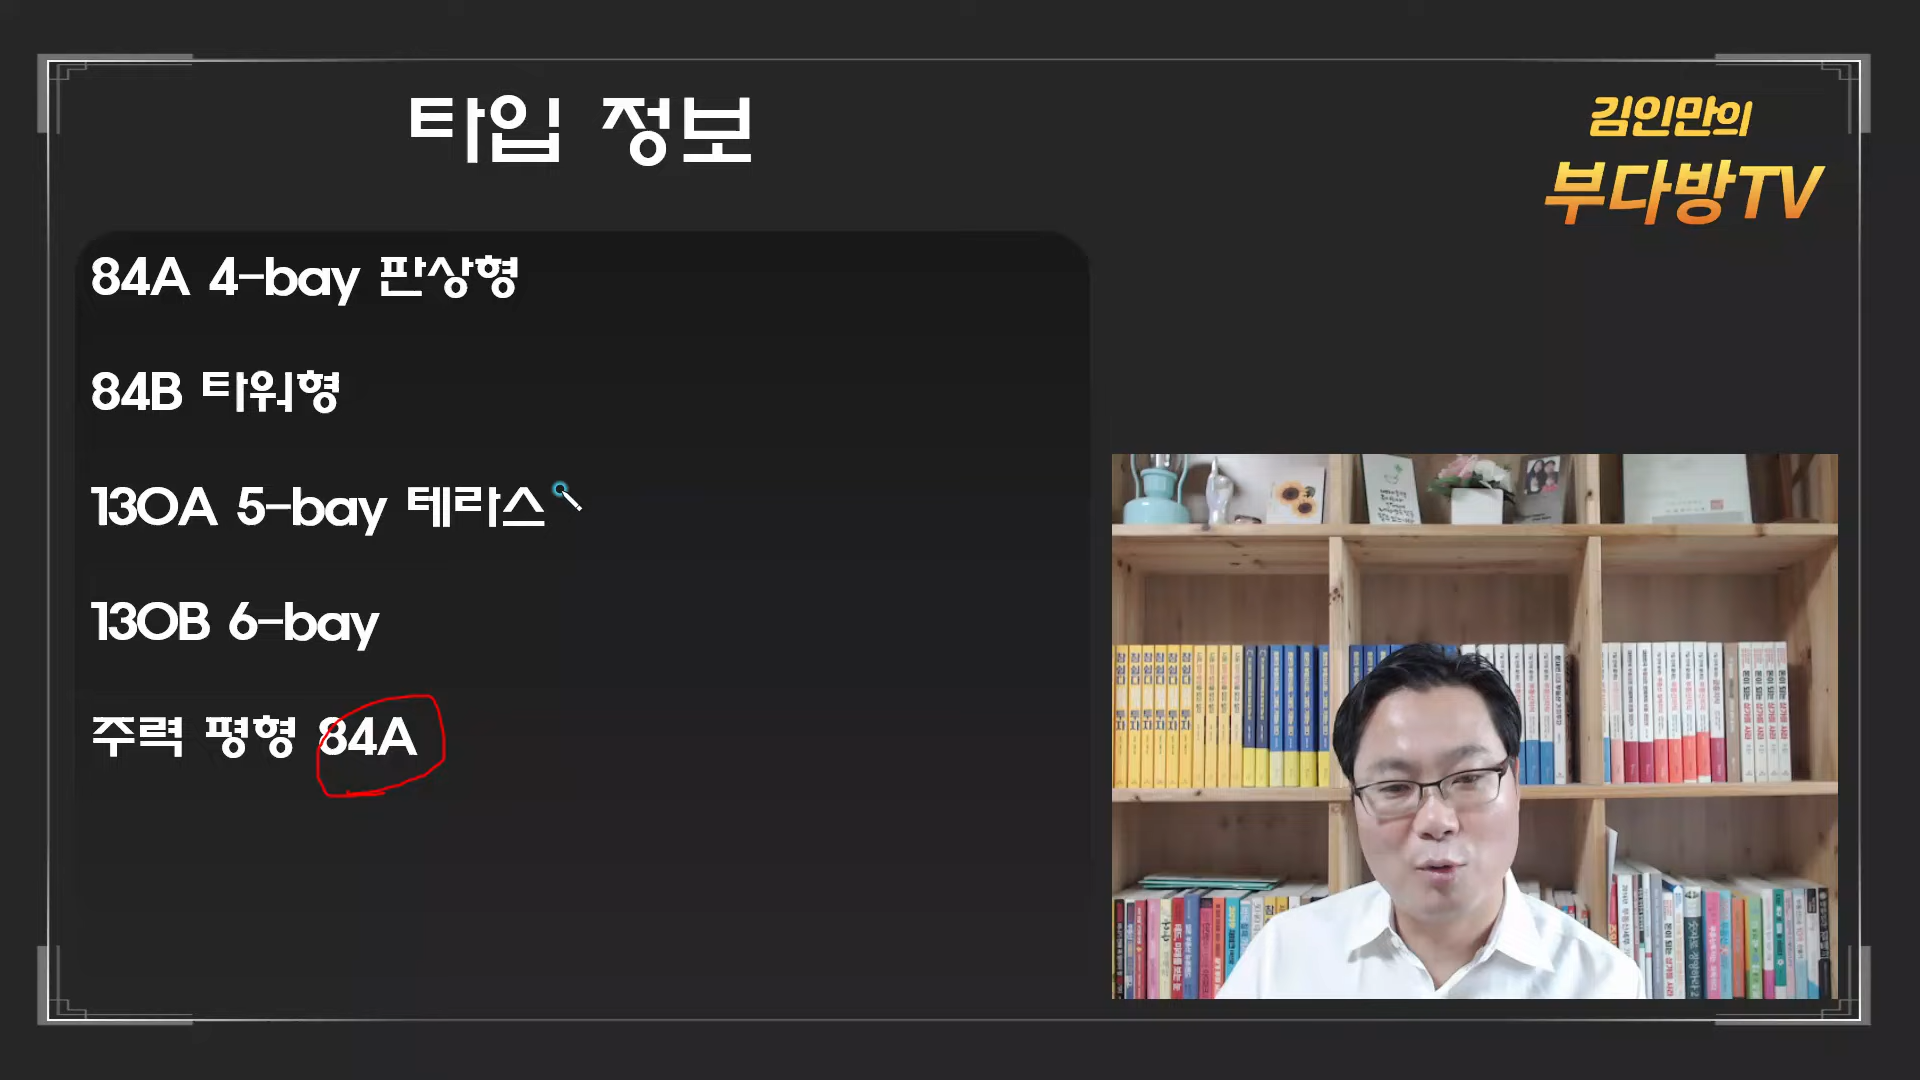 타입 정보
김인만의
부다방TV
84A 4-bay 판상형
84B 타워형
130A 5-bay 테라스
130B 6-bay
주력 평형 84A